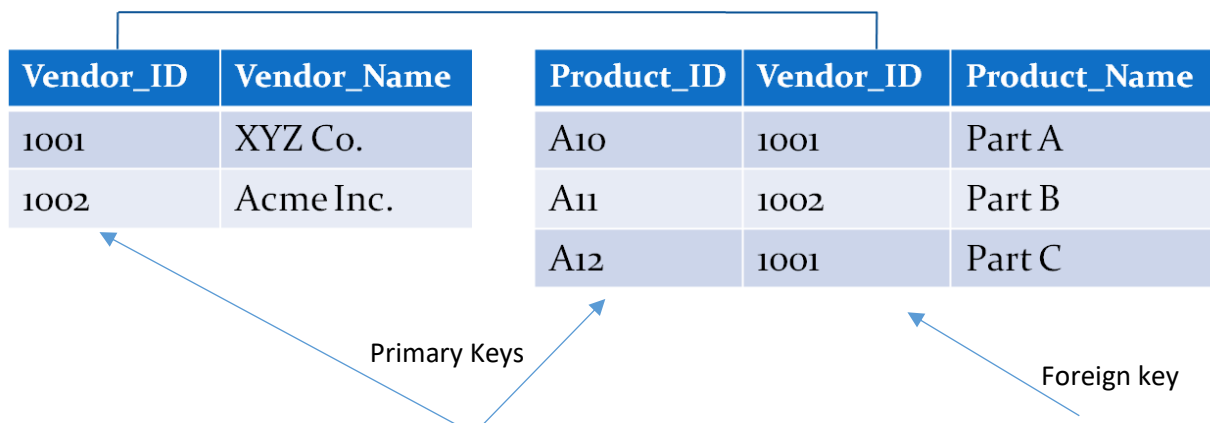 Vendor_ID Vendor_Name
1001 XYZ Co.
1002 Acme Inc.
Product_ID Vendor_ID Product_Name
A10 1001 Part A
A11 1002 Part B
A12 1001 Part C
Primary Keys
Foreign key